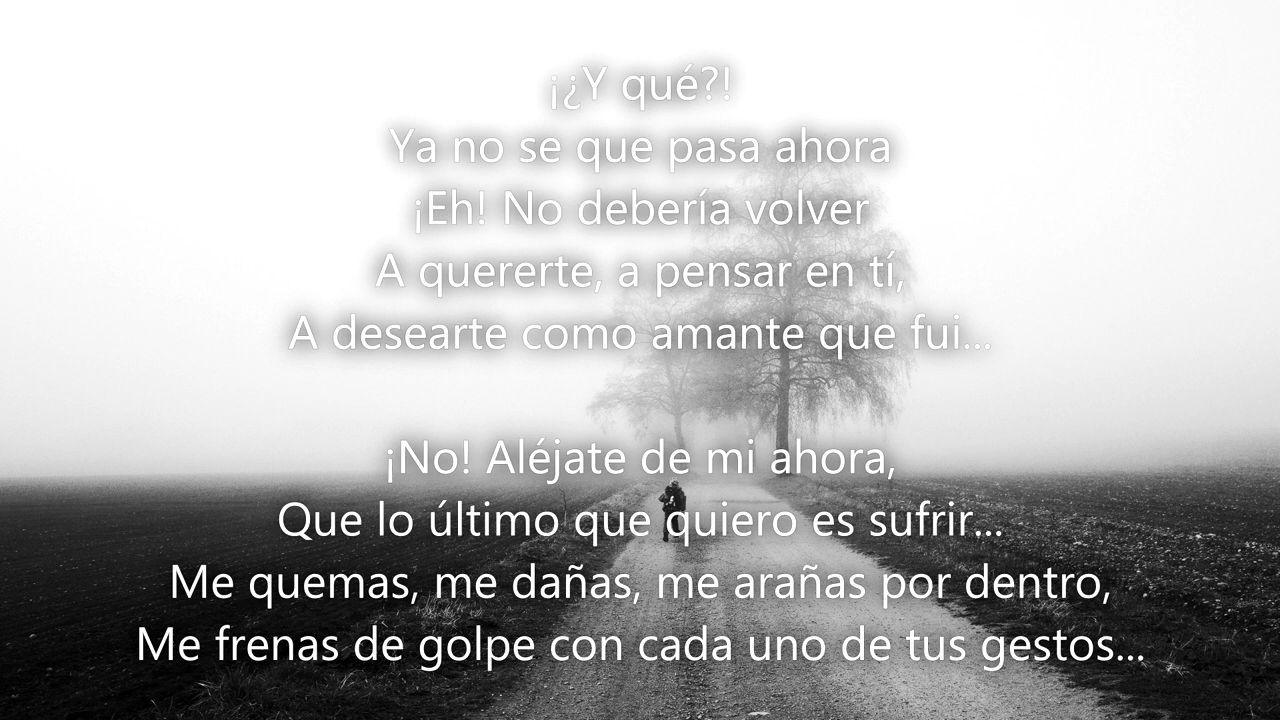 ¡¿Y qué?!
Ya no se que pasa ahora
¡Eh! No debería volver
A quererte, a pensar en tí,
A desearte como amante que fui...
¡No! Aléjate de mi ahora,
Que lo último que quiero es sufrir...
Me quemas, me dañas, me arañas por dentro,
Me frenas de golpe con cada uno de tus gestos...